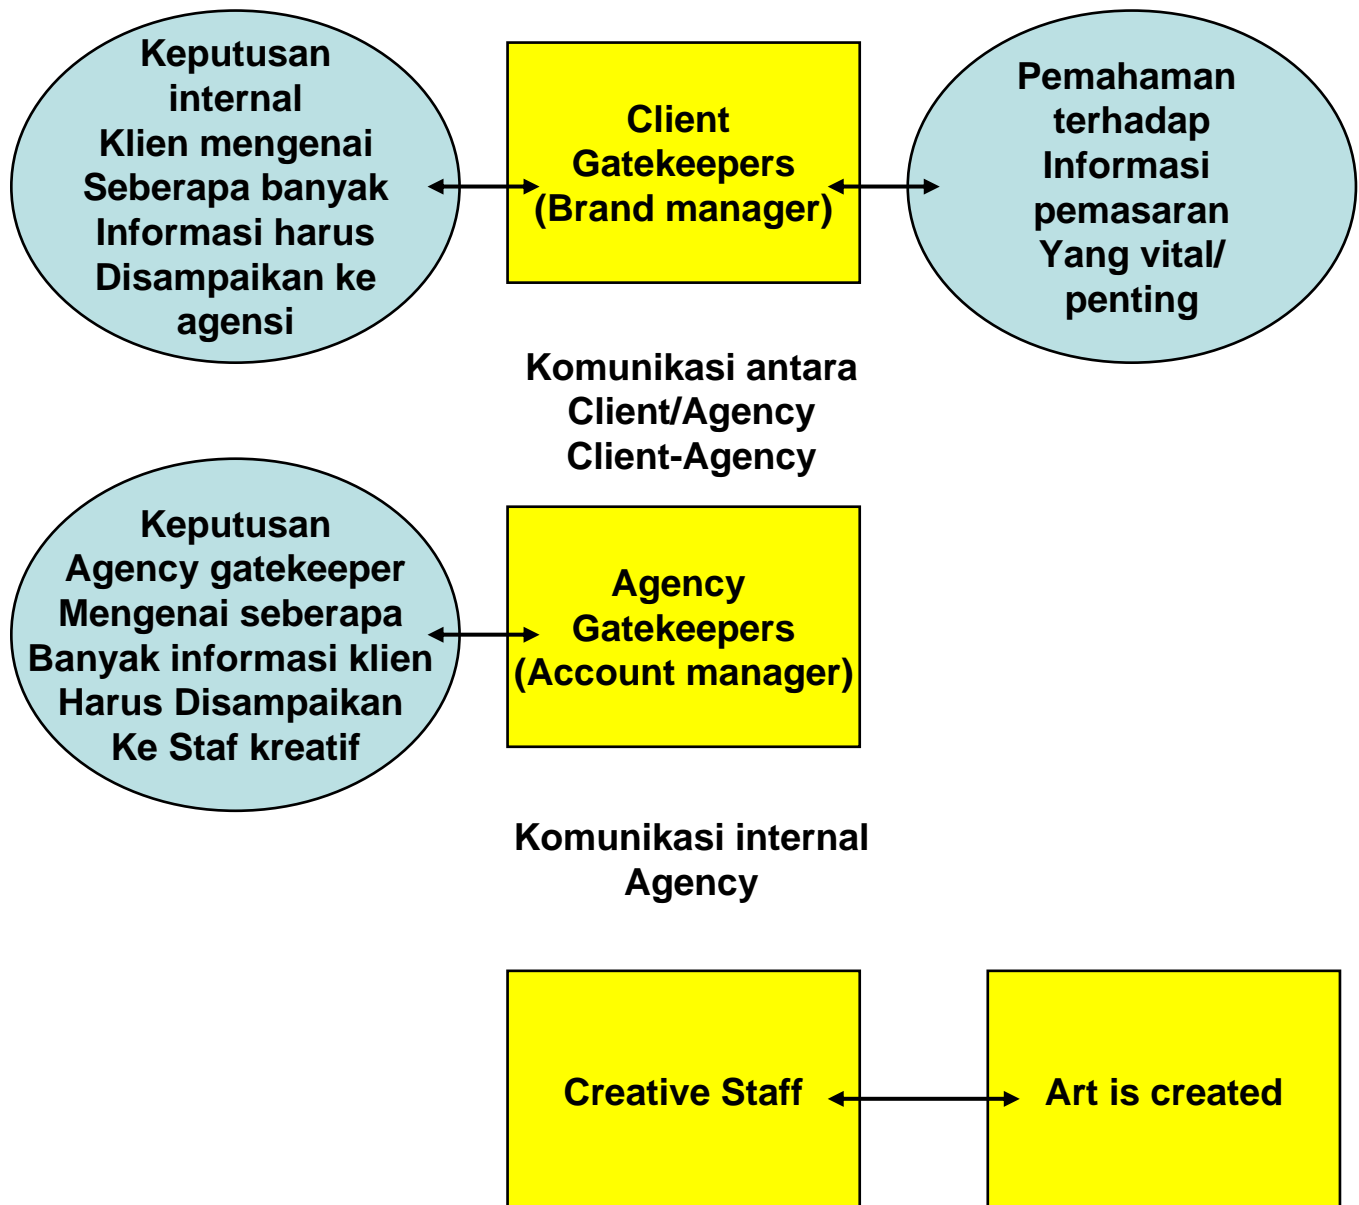 Keputusan
internal
Klien mengenai
Seberapa banyak
Informasi harus
Disampaikan ke
agensi
Client
Gatekeepers
(Brand manager)
Pemahaman
terhadap
Informasi
pemasaran
Yang vital/
penting
Komunikasi antara
Client/Agency
Client-Agency
Keputusan
Agency gatekeeper
Mengenai seberapa
Banyak informasi klien
Harus Disampaikan
Ke Staf kreatif
Agency
Gatekeepers
(Account manager)
Komunikasi internal
Agency
Creative Staff
Art is created